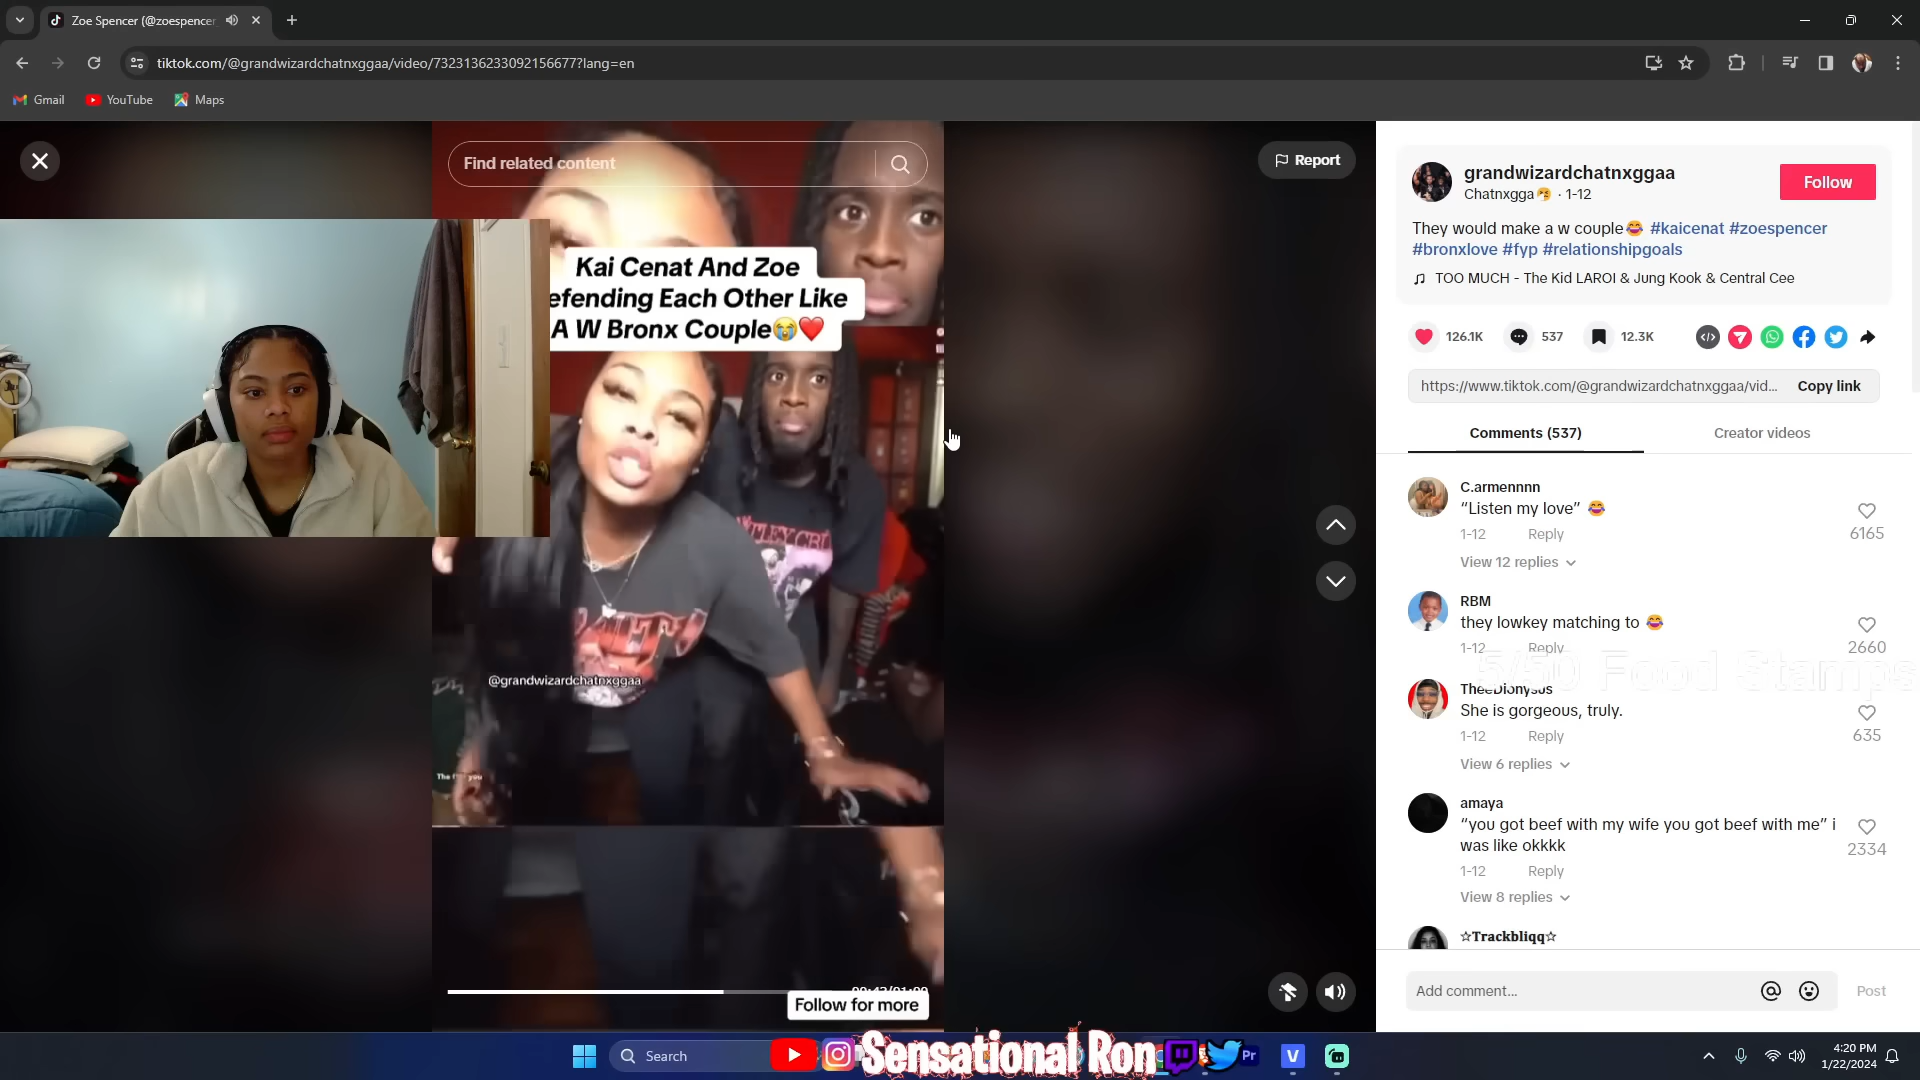 Zoe Spencer (@zoespencer
tiktok.com/@grandwizardchatnxggaa/video/7323136233092156677?lang=en
Gmail
YouTube
Maps
Find related content
Report
Kai Cenat And Zoe
efending Each Other Like
A W Bronx Couple😭❤️
@grandwizardchatnxggaa
Follow for more
grandwizardchatnxggaa
Chatnxgga🤧 · 1-12
Follow
They would make a w couple😂 #kaicenat #zoespencer
#bronxlove #fyp #relationshipgoals
TOO MUCH - The Kid LAROI & Jung Kook & Central Cee
126.1K
537
12.3K
https://www.tiktok.com/@grandwizardchatnxggaa/vid...
Copy link
Comments (537)
Creator videos
C.armennnn
“Listen my love” 😂
1-12
Reply
6165
View 12 replies
RBM
they lowkey matching to 😂
1-12
Reply
2660
5/50 Food Stamps
TheeDionysus
She is gorgeous, truly.
1-12
Reply
635
View 6 replies
amaya
“you got beef with my wife you got beef with me” i
was like okkkk
1-12
Reply
2334
View 8 replies
☆Trackbliqq☆
Add comment...
Post
Search
Sensational Ron
Pr
V
4:20 PM
1/22/2024